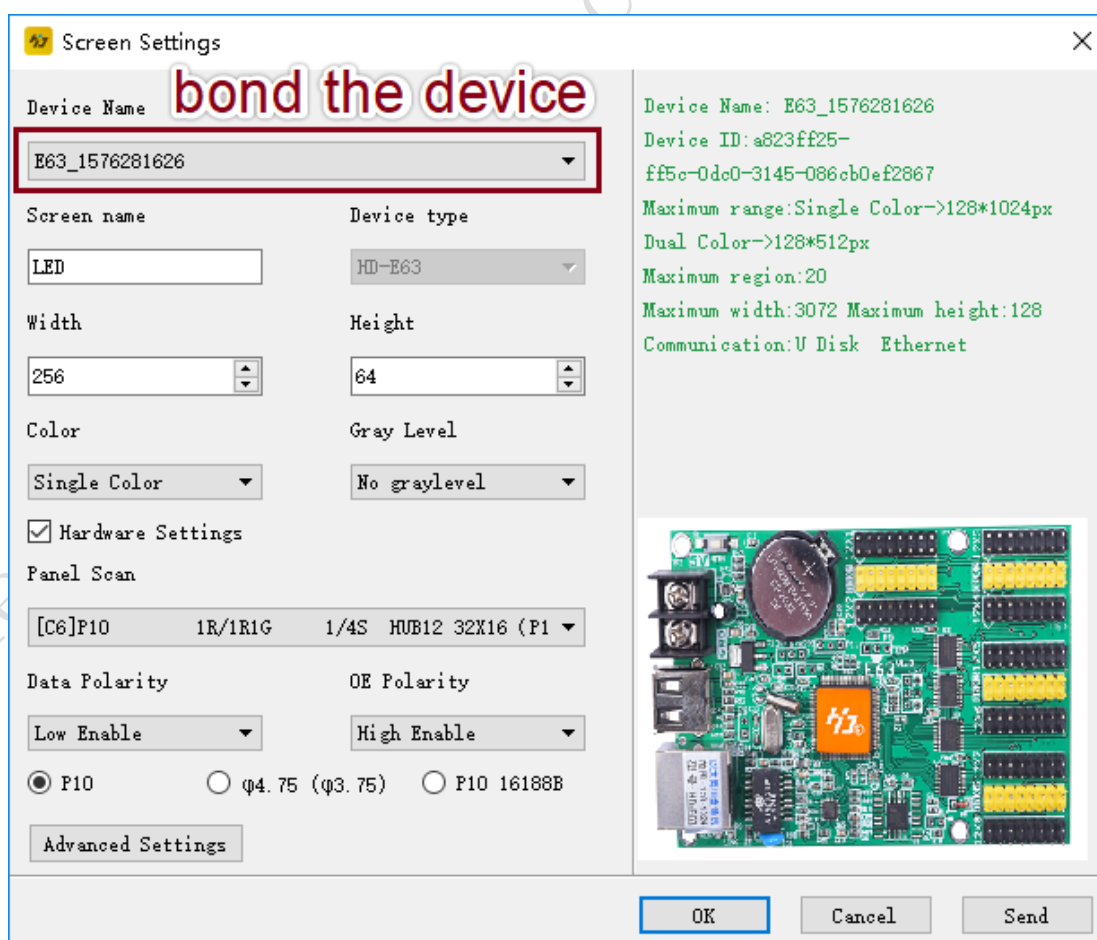 Screen Settings
bond the device
Device Name
E63_1576281626
Screen name
Device type
LED
HD-E63
Width
Height
256
64
Color
Gray Level
Single Color
No graylevel
Hardware Settings
Panel Scan
[C6]P10 1R/1R1G 1/4S HUB12 32X16 (P1
Data Polarity
OE Polarity
Low Enable
High Enable
P10
φ4.75 (φ3.75)
P10 16188B
Advanced Settings
Device Name: E63_1576281626
Device ID:a823ff25-
ff5c-0dc0-3145-086cb0ef2867
Maximum range:Single Color->128*1024px
Dual Color->128*512px
Maximum region:20
Maximum width:3072 Maximum height:128
Communication:U Disk Ethernet
OK
Cancel
Send